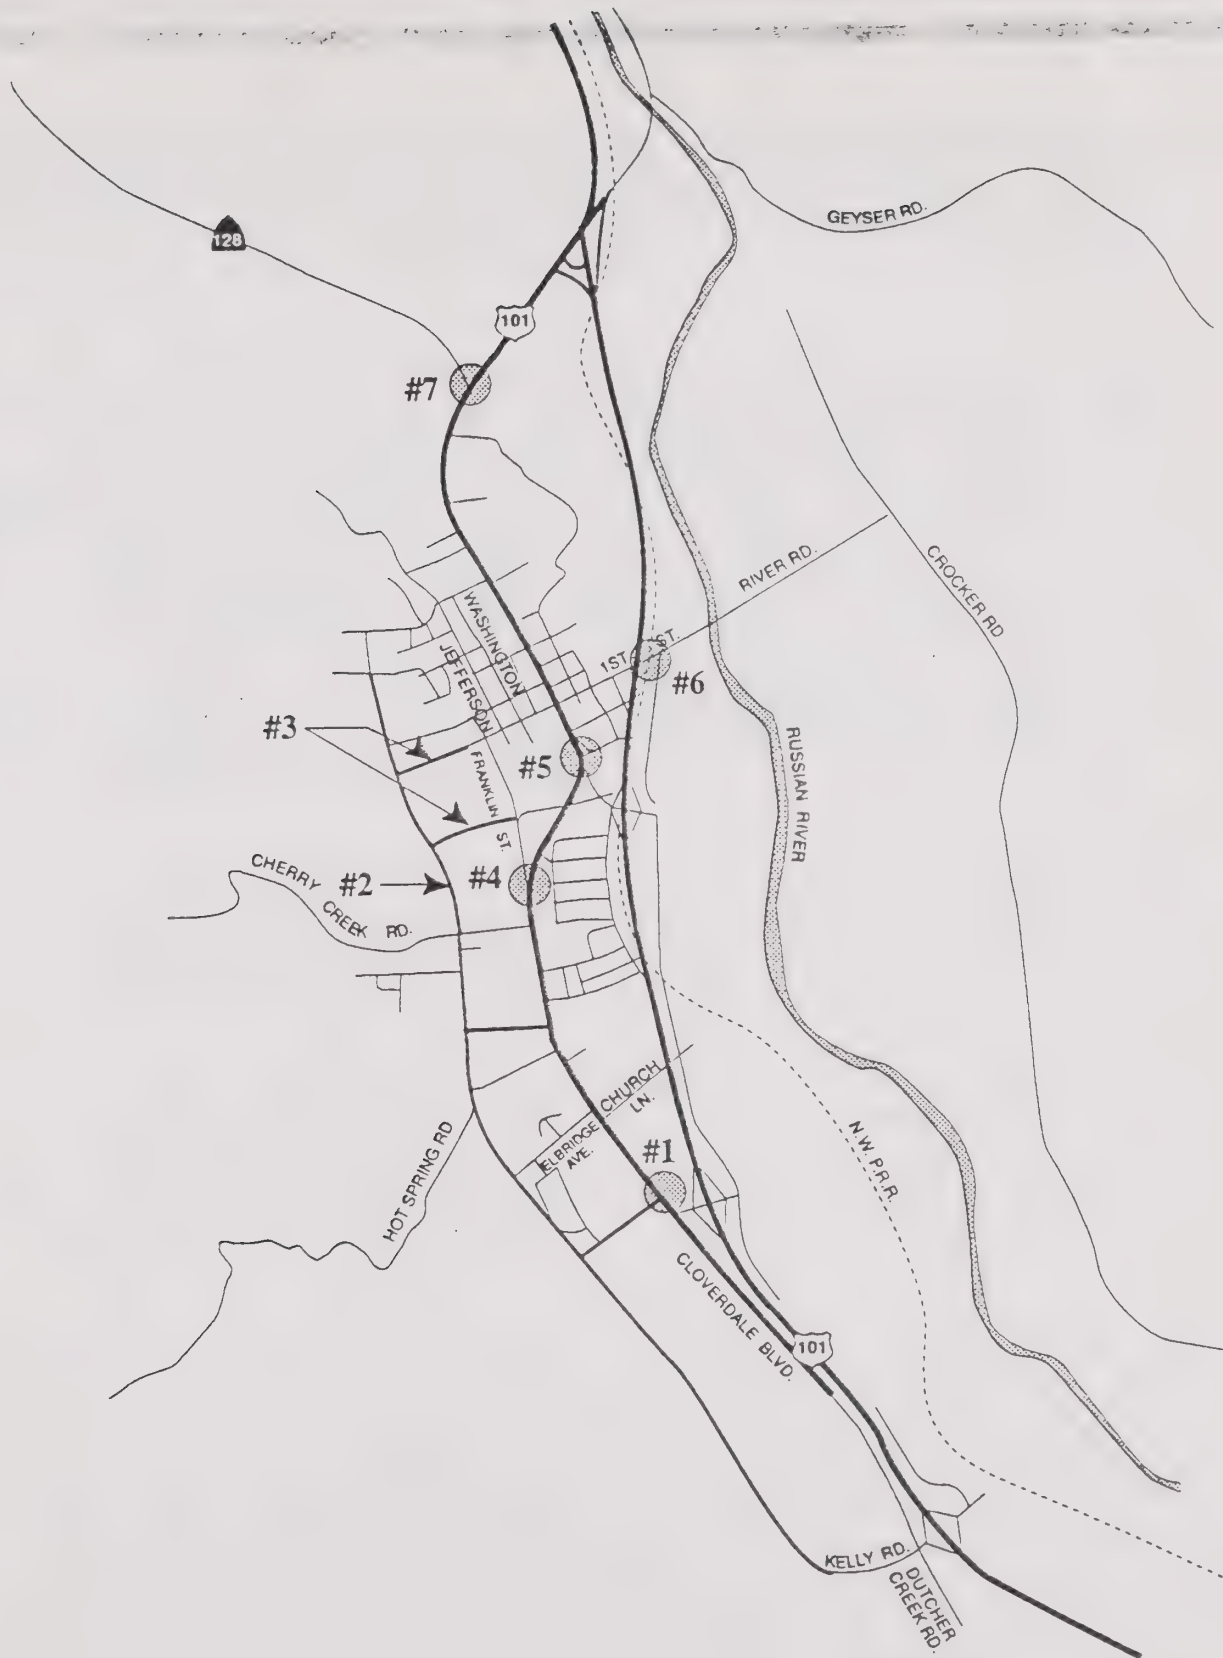 GEYSER RD.
128
101
#7
RIVER RD.
CROCKER RD
WASHINGTON
JEFFERSON
1ST.
ST.
#6
#3
#5
FRANKLIN
ST.
RUSSIAN RIVER
CHERRY
CREEK RD.
#2
#4
CHURCH
LN.
ELBRIDGE
AVE.
#1
N.W.P.R.R.
HOT SPRING RD
CLOVERDALE BLVD.
101
KELLY RD.
DUTCHER
CREEK RD.